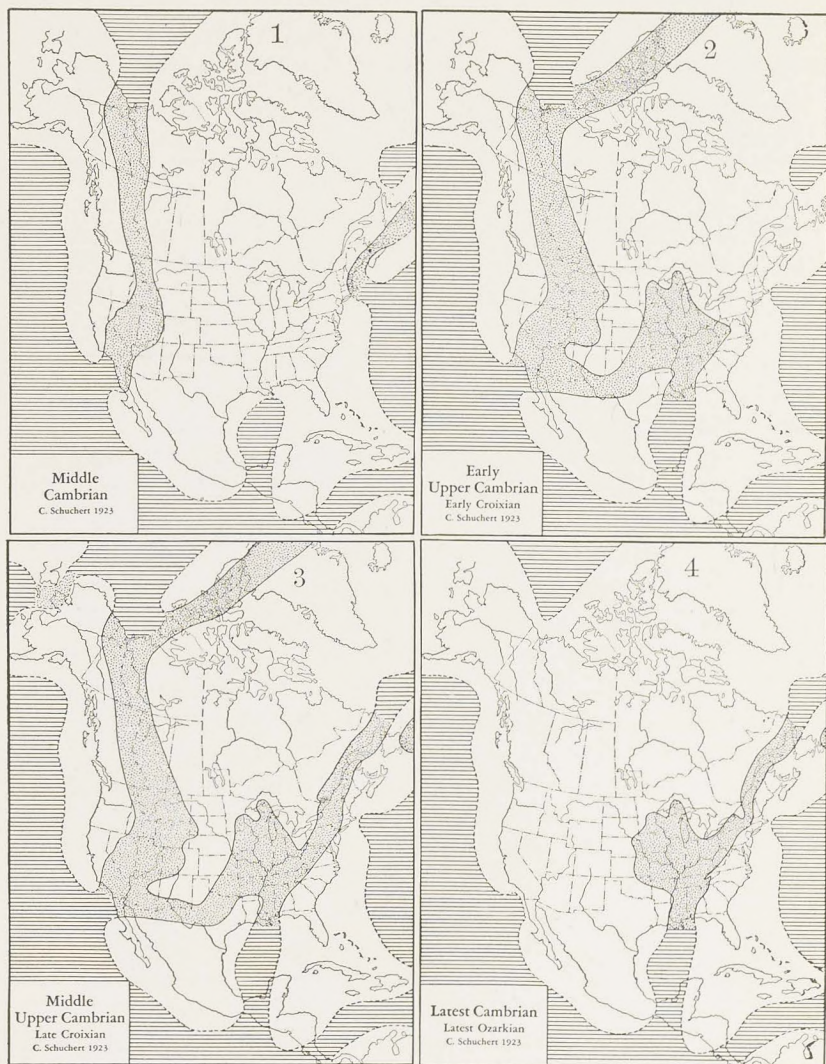 1
Middle
Cambrian
C. Schuchert 1923
2
Early
Upper Cambrian
Early Croixian
C. Schuchert 1923
3
Middle
Upper Cambrian
Late Croixian
C. Schuchert 1923
4
Latest Cambrian
Latest Ozarkian
C. Schuchert 1923